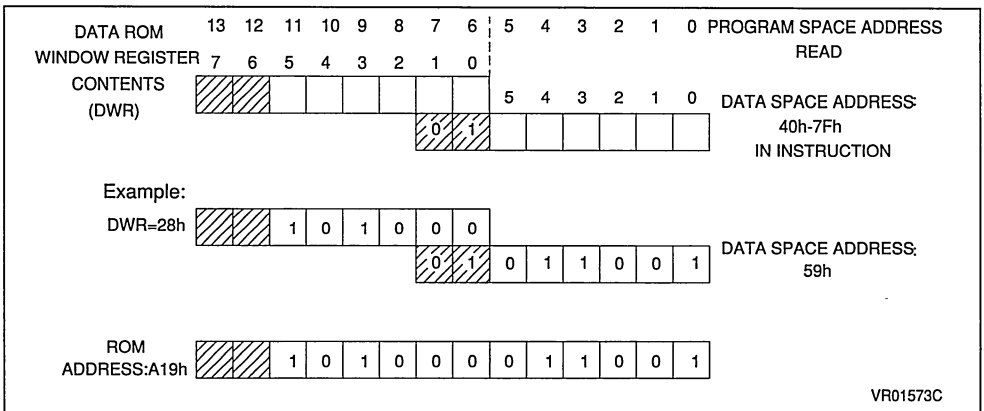 DATA ROM 13 12 11 10 9 8 7 6 5 4 3 2 1 0 PROGRAM SPACE ADDRESS
WINDOW REGISTER 7 6 5 4 3 2 1 0 READ
CONTENTS
(DWR)
5 4 3 2 1 0 DATA SPACE ADDRESS:
0 1 40h-7Fh
IN INSTRUCTION
Example:
DWR=28h 1 0 1 0 0 0
0 1 0 1 1 0 0 1 DATA SPACE ADDRESS:
59h
ROM
ADDRESS:A19h 1 0 1 0 0 0 0 1 1 0 0 1
VR01573C